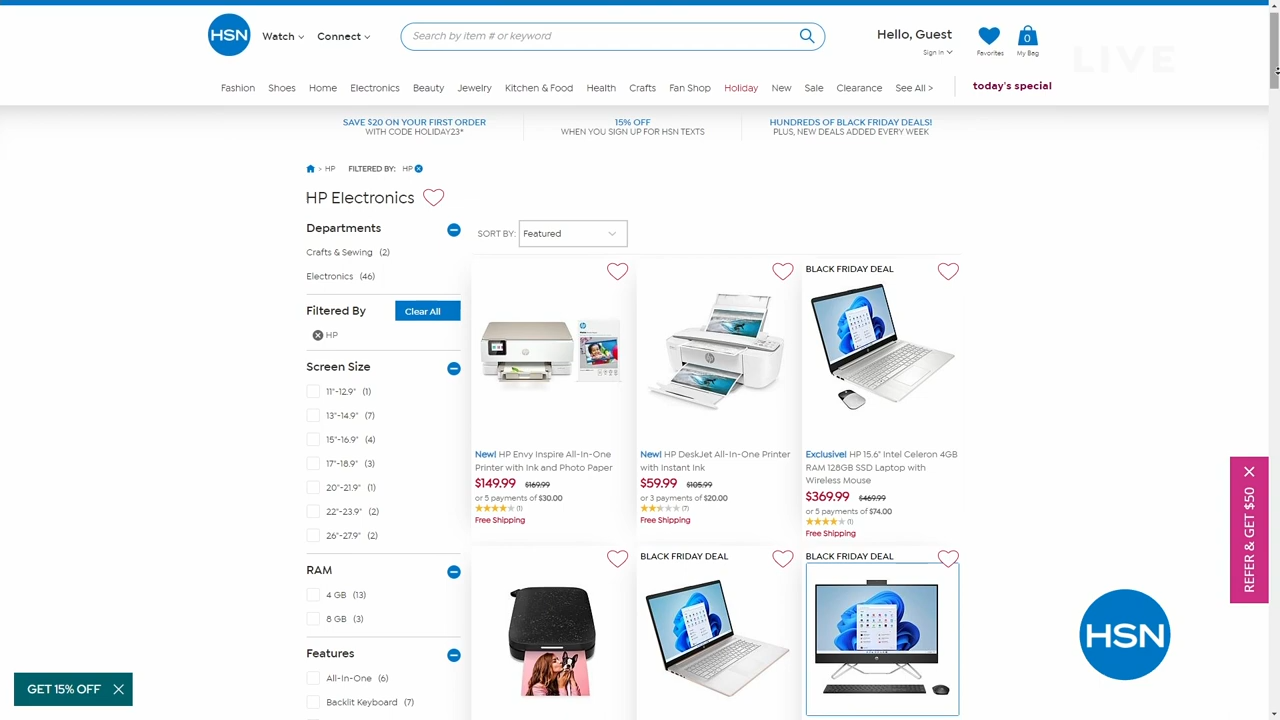 HSN
Watch
Connect
Search by item # or keyword
Hello, Guest
Sign In
Favorites
0
My Bag
LIVE
Fashion Shoes Home Electronics Beauty Jewelry Kitchen & Food Health Crafts Fan Shop Holiday New Sale Clearance See All >
today's special
SAVE $20 ON YOUR FIRST ORDER
WITH CODE HOLIDAY23*
15% OFF
WHEN YOU SIGN UP FOR HSN TEXTS
HUNDREDS OF BLACK FRIDAY DEALS!
PLUS, NEW DEALS ADDED EVERY WEEK
> HP FILTERED BY: HP
HP Electronics
Departments
Crafts & Sewing (2)
Electronics (46)
Filtered By
Clear All
HP
Screen Size
11"-12.9" (1)
13"-14.9" (7)
15"-16.9" (4)
17"-18.9" (3)
20"-21.9" (1)
22"-23.9" (2)
26"-27.9" (2)
RAM
4 GB (13)
8 GB (3)
Features
All-In-One (6)
Backlit Keyboard (7)
SORT BY: Featured
New! HP Envy Inspire All-In-One
Printer with Ink and Photo Paper
$149.99 $169.99
or 5 payments of $30.00
(1)
Free Shipping
New! HP DeskJet All-In-One Printer
with Instant Ink
$59.99 $105.99
or 3 payments of $20.00
(7)
Free Shipping
BLACK FRIDAY DEAL
Exclusive! HP 15.6" Intel Celeron 4GB
RAM 128GB SSD Laptop with
Wireless Mouse
$369.99 $469.99
or 5 payments of $74.00
(1)
Free Shipping
BLACK FRIDAY DEAL
BLACK FRIDAY DEAL
REFER & GET $50
HSN
GET 15% OFF